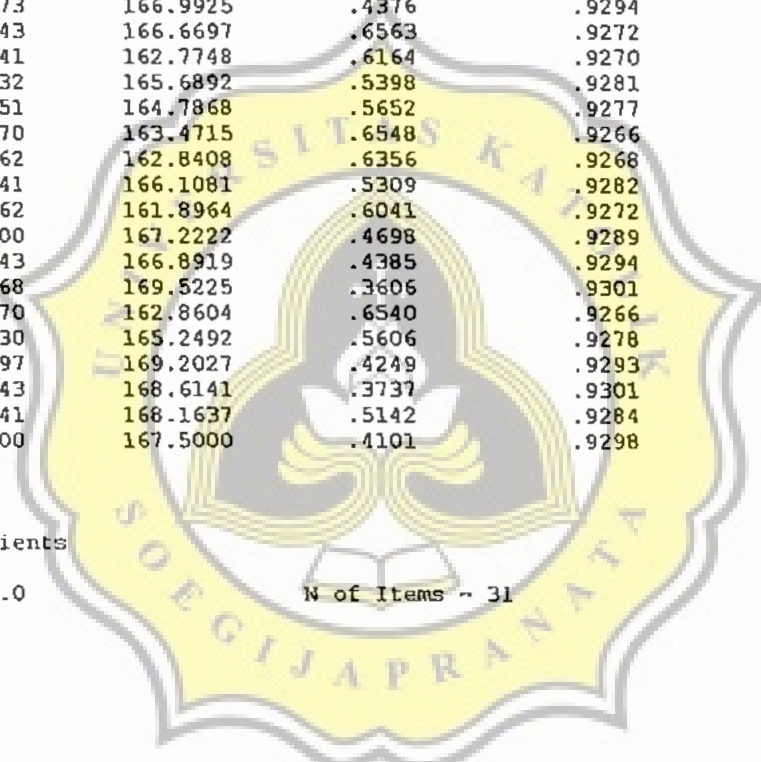 73 166.9925 .4376 .9294
43 166.6697 .6563 .9272
41 162.7748 .6164 .9270
32 165.6892 .5398 .9281
51 164.7868 .5652 .9277
70 163.4715 .6548 .9266
62 162.8408 .6356 .9268
41 166.1081 .5309 .9282
62 161.8964 .6041 .9272
00 167.2222 .4698 .9289
43 166.8919 .4385 .9294
68 169.5225 .3606 .9301
70 162.8604 .6540 .9266
30 165.2492 .5606 .9278
97 169.2027 .4249 .9293
43 168.6141 .3737 .9301
41 168.1637 .5142 .9284
00 167.5000 .4101 .9298
ients
.0 N of Items ~ 31
UNIVERSITAS KATOLIK
SOEGIJAPRANATA